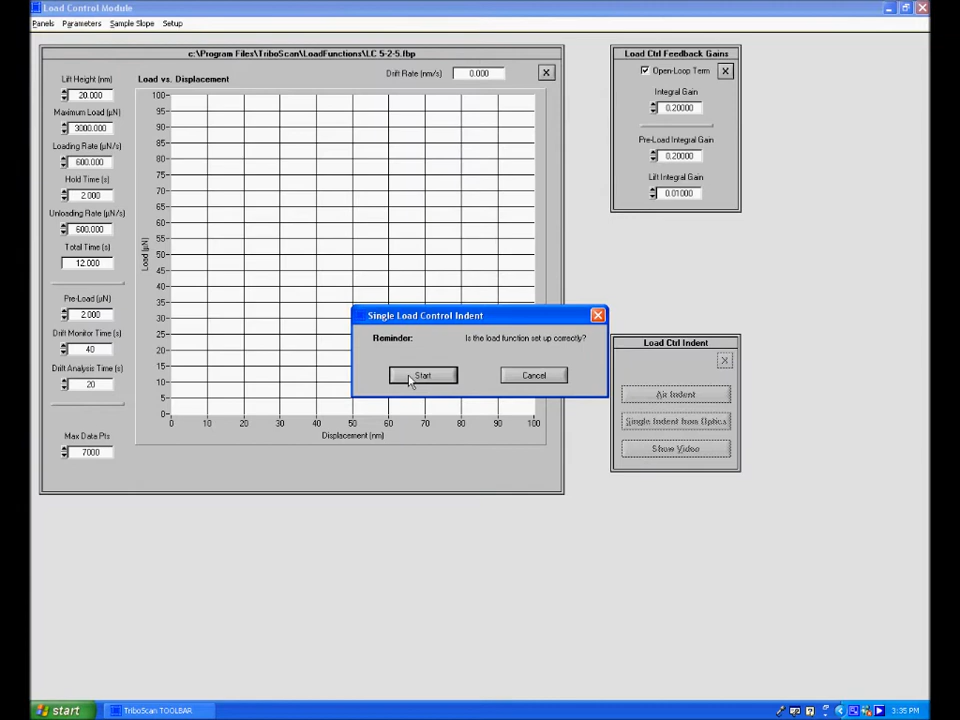 Load Control Module
Panels Parameters Sample Slope Setup
c:\Program Files\TriboScan\LoadFunctions\LC 5-2-5.fbp
Lift Height (nm)
20.000
Maximum Load (µN)
3000.000
Loading Rate (µN/s)
600.000
Hold Time (s)
2.000
Unloading Rate (µN/s)
600.000
Total Time (s)
12.000
Pre-Load (µN)
2.000
Drift Monitor Time (s)
40
Drift Analysis Time (s)
20
Max Data Pts
7000
Load vs. Displacement
Drift Rate (nm/s) 0.000
X
100
95
90
85
80
75
70
65
60
55
50
45
40
35
30
25
20
15
10
5
0
Load (µN)
0 10 20 30 40 50 60 70 80 90 100
Displacement (nm)
Single Load Control Indent
Reminder: Is the load function set up correctly?
Start Cancel
Load Ctrl Feedback Gains
Open-Loop Term X
Integral Gain
0.20000
Pre-Load Integral Gain
0.20000
Lift Integral Gain
0.01000
Load Ctrl Indent
X
Air Indent
Single Indent from Optics
Show Video
start TriboScan TOOLBAR 3:35 PM